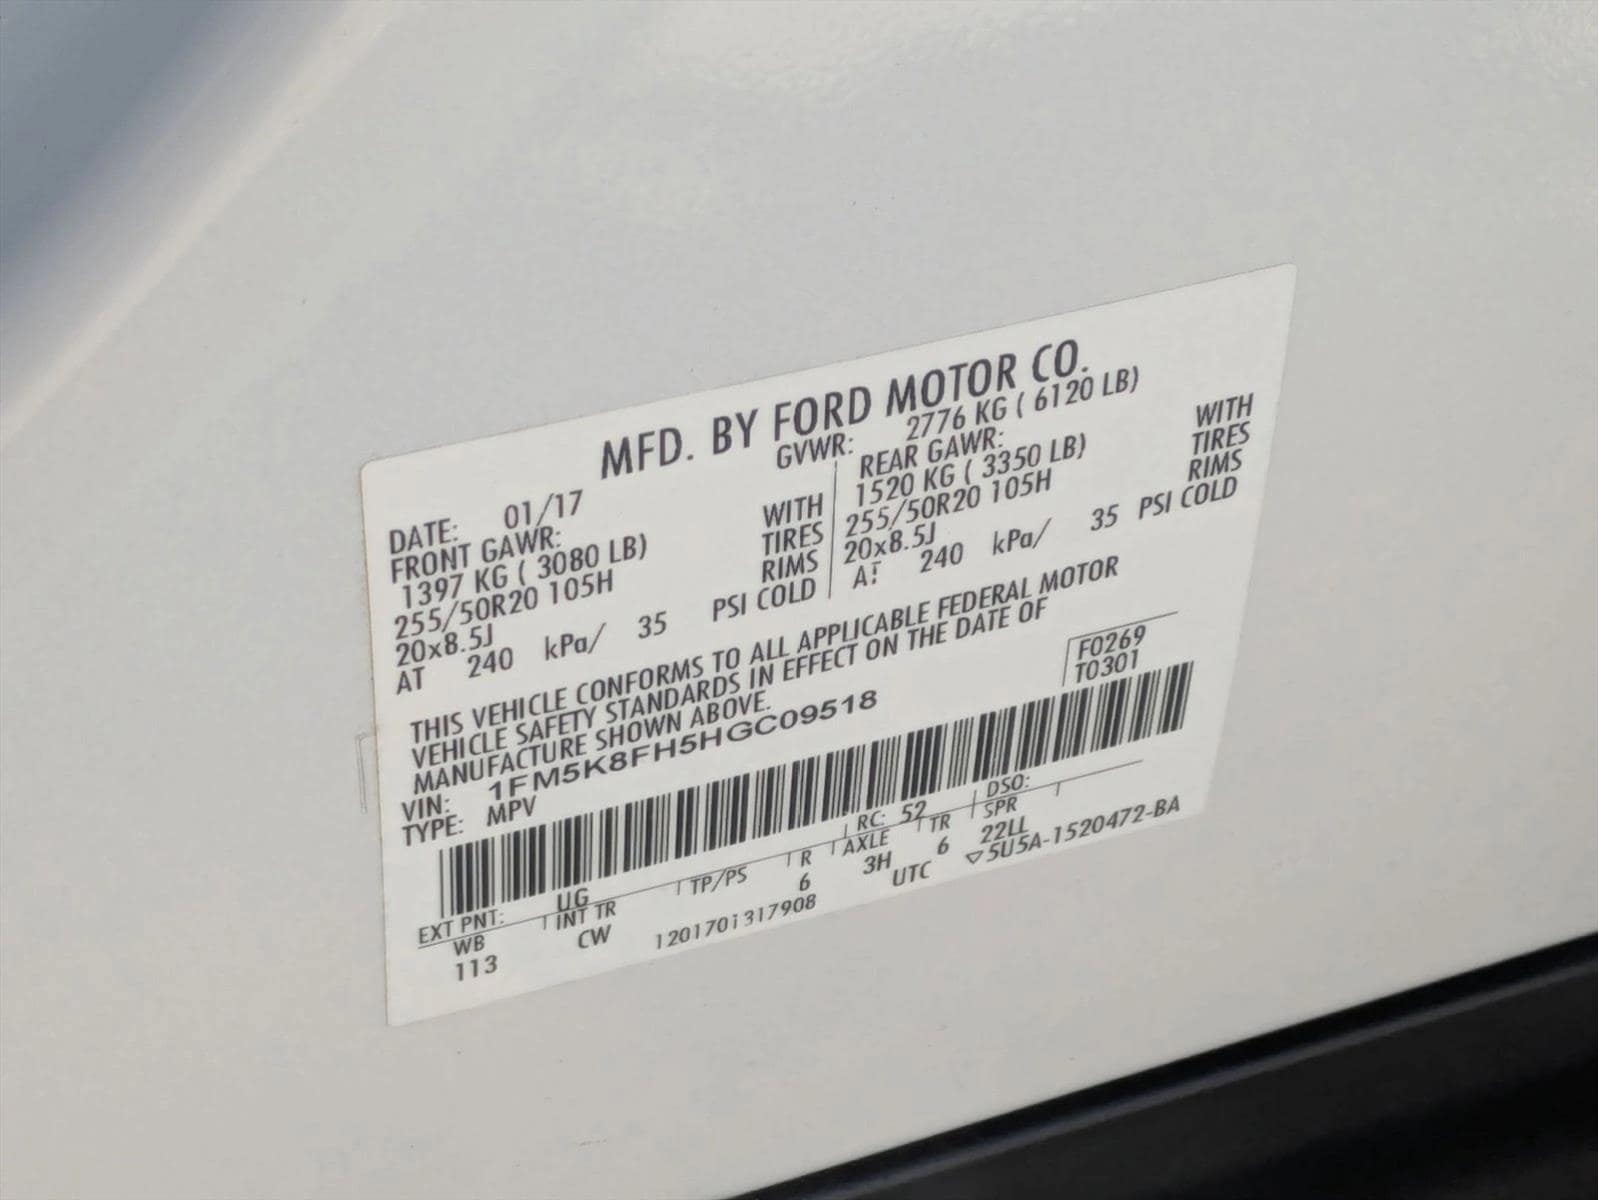 MFD. BY FORD MOTOR CO.
DATE: 01/17 GVWR: 2776 KG ( 6120 LB)
FRONT GAWR: REAR GAWR:
1397 KG ( 3080 LB) WITH 1520 KG ( 3350 LB) WITH
255/50R20 105H TIRES 255/50R20 105H TIRES
20x8.5J RIMS 20x8.5J RIMS
AT 240 kPa/ 35 PSI COLD AT 240 kPa/ 35 PSI COLD
THIS VEHICLE CONFORMS TO ALL APPLICABLE FEDERAL MOTOR
VEHICLE SAFETY STANDARDS IN EFFECT ON THE DATE OF
MANUFACTURE SHOWN ABOVE.
F0269
T0301
VIN: 1FM5K8FH5HGC09518
TYPE: MPV
EXT PNT: UG RC: 52 DSO:
WB INT TR TP/PS R AXLE TR SPR
113 CW 6 3H 6 22LL
1201701317908 UTC ▽5U5A-1520472-BA